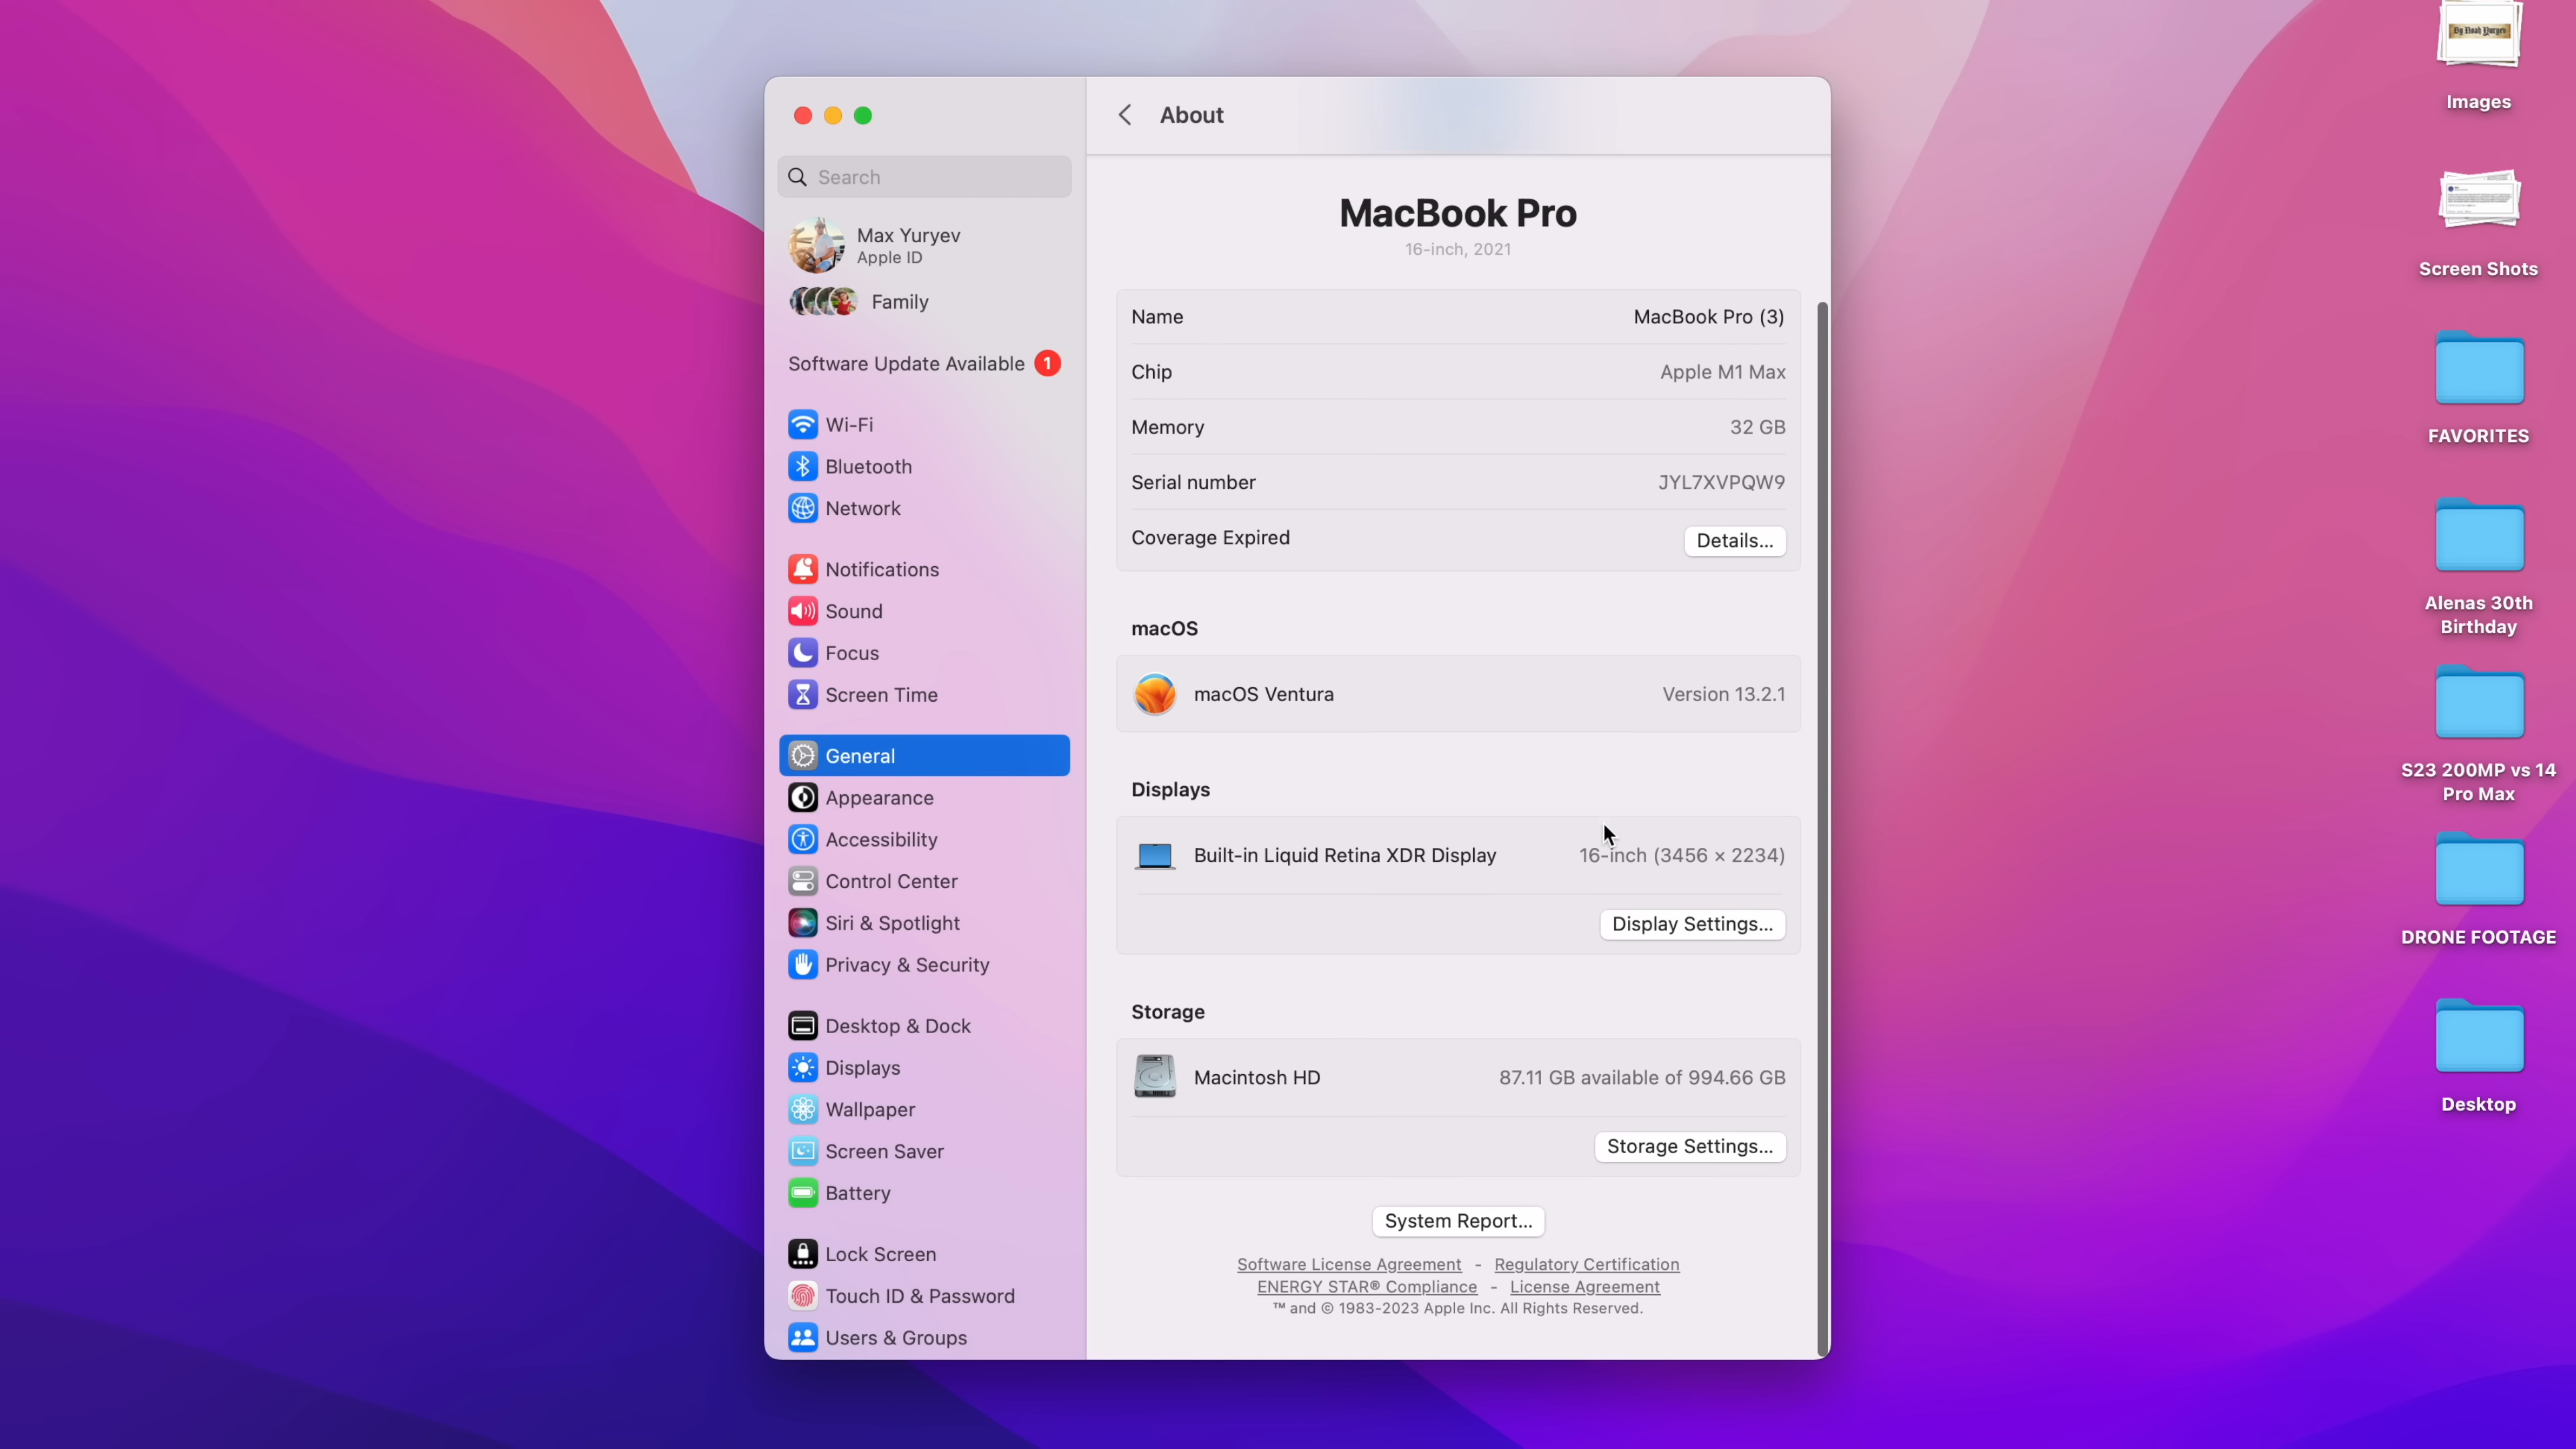 Search
Max Yuryev
Apple ID
Family
Software Update Available 1
Wi-Fi
Bluetooth
Network
Notifications
Sound
Focus
Screen Time
General
Appearance
Accessibility
Control Center
Siri & Spotlight
Privacy & Security
Desktop & Dock
Displays
Wallpaper
Screen Saver
Battery
Lock Screen
Touch ID & Password
Users & Groups
About
MacBook Pro
16-inch, 2021
Name MacBook Pro (3)
Chip Apple M1 Max
Memory 32 GB
Serial number JYL7XVPQW9
Coverage Expired Details...
macOS
macOS Ventura Version 13.2.1
Displays
Built-in Liquid Retina XDR Display 16-inch (3456 × 2234)
Display Settings...
Storage
Macintosh HD 87.11 GB available of 994.66 GB
Storage Settings...
System Report...
Software License Agreement - Regulatory Certification
ENERGY STAR® Compliance - License Agreement
™ and © 1983-2023 Apple Inc. All Rights Reserved.
By Noah Yuryev
Images
Screen Shots
FAVORITES
Alenas 30th
Birthday
S23 200MP vs 14
Pro Max
DRONE FOOTAGE
Desktop